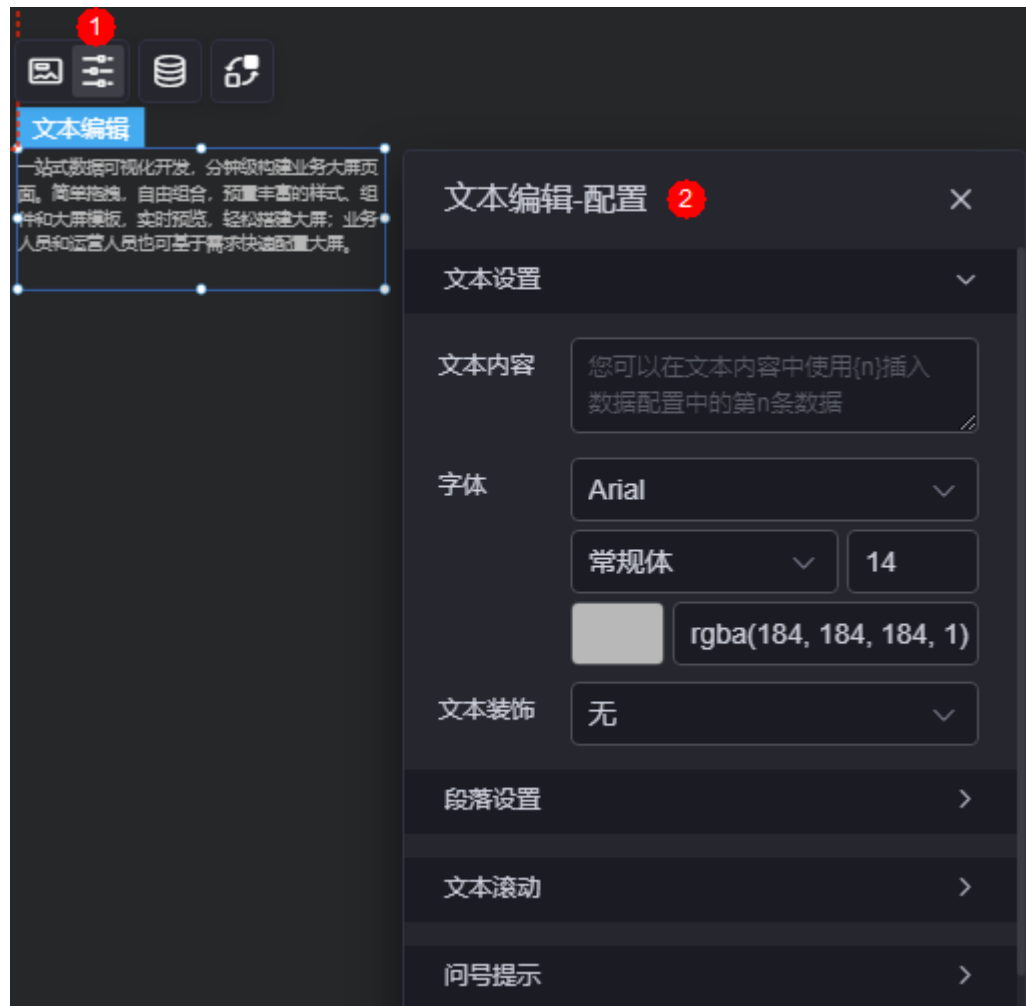 1
文本编辑
一站式数据可视化开发，分钟级构建业务大屏页
面。简单拖拽，自由组合，预置丰富的样式、组
件和大屏模板，实时预览，轻松搭建大屏；业务
人员和运营人员也可基于需求快速配置大屏。
文本编辑-配置 2
文本设置
文本内容
您可以在文本内容中使用{n}插入
数据配置中的第n条数据
字体
Arial
常规体
14
rgba(184, 184, 184, 1)
文本装饰
无
段落设置
文本滚动
问号提示